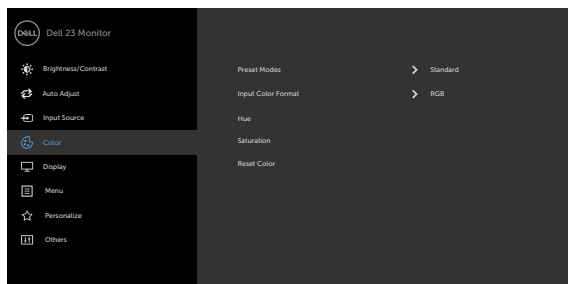 DELL
Dell 23 Monitor
Brightness/Contrast
Auto Adjust
Input Source
Color
Display
Menu
Personalize
Others
Preset Modes Standard
Input Color Format RGB
Hue
Saturation
Reset Color